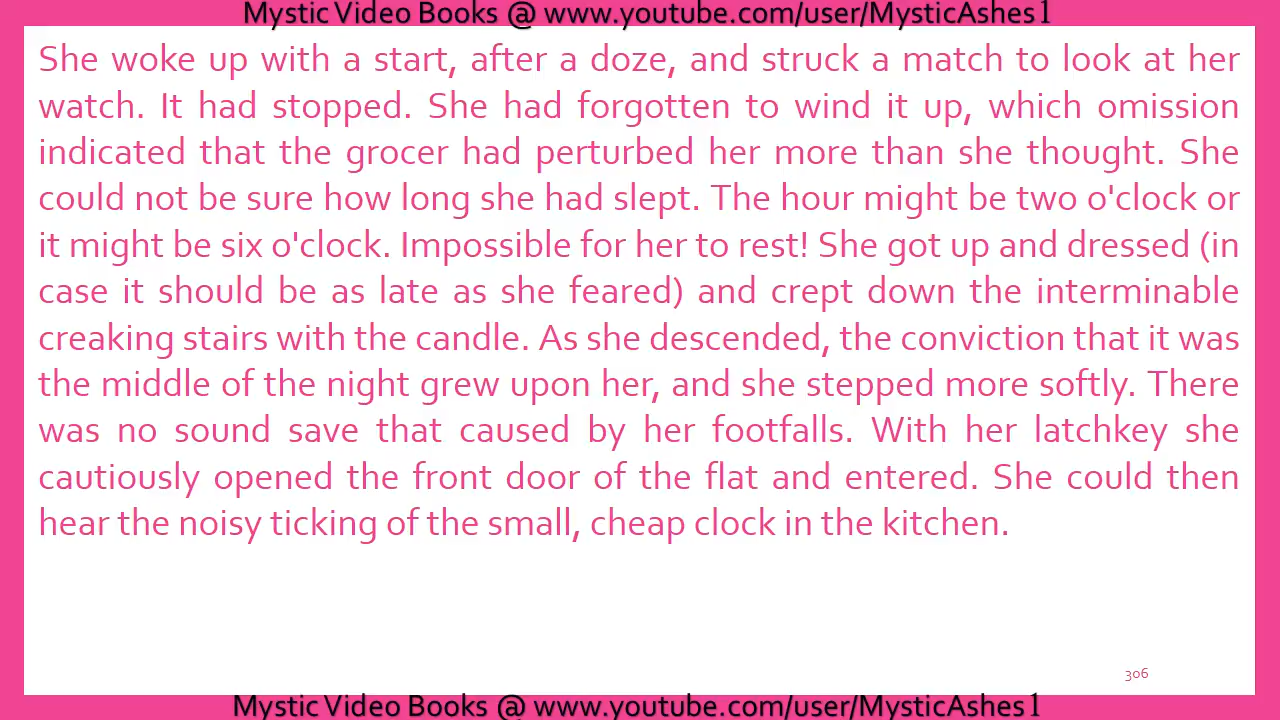 Mystic Video Books @ www.youtube.com/user/MysticAshes1
She woke up with a start, after a doze, and struck a match to look at her
watch. It had stopped. She had forgotten to wind it up, which omission
indicated that the grocer had perturbed her more than she thought. She
could not be sure how long she had slept. The hour might be two o'clock or
it might be six o'clock. Impossible for her to rest! She got up and dressed (in
case it should be as late as she feared) and crept down the interminable
creaking stairs with the candle. As she descended, the conviction that it was
the middle of the night grew upon her, and she stepped more softly. There
was no sound save that caused by her footfalls. With her latchkey she
cautiously opened the front door of the flat and entered. She could then
hear the noisy ticking of the small, cheap clock in the kitchen.
306
Mystic Video Books @ www.youtube.com/user/MysticAshes1